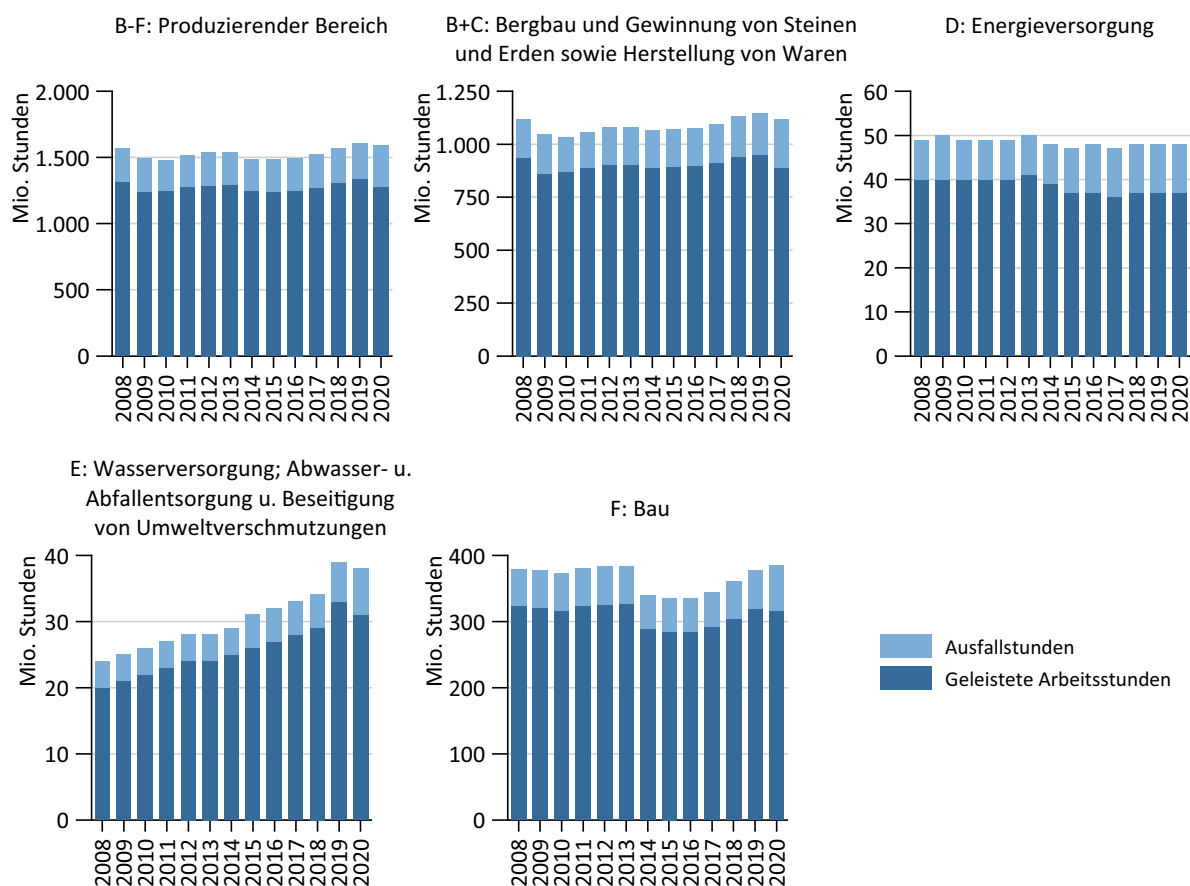 B-F: Produzierender Bereich
Mio. Stunden
2.000
1.500
1.000
500
0
2008 2009 2010 2011 2012 2013 2014 2015 2016 2017 2018 2019 2020
B+C: Bergbau und Gewinnung von Steinen
und Erden sowie Herstellung von Waren
Mio. Stunden
1.250
1.000
750
500
250
0
2008 2009 2010 2011 2012 2013 2014 2015 2016 2017 2018 2019 2020
D: Energieversorgung
Mio. Stunden
60
50
40
30
20
10
0
2008 2009 2010 2011 2012 2013 2014 2015 2016 2017 2018 2019 2020
E: Wasserversorgung; Abwasser- u.
Abfallentsorgung u. Beseitigung
von Umweltverschmutzungen
Mio. Stunden
40
30
20
10
0
2008 2009 2010 2011 2012 2013 2014 2015 2016 2017 2018 2019 2020
F: Bau
Mio. Stunden
400
300
200
100
0
2008 2009 2010 2011 2012 2013 2014 2015 2016 2017 2018 2019 2020
Ausfallstunden
Geleistete Arbeitsstunden